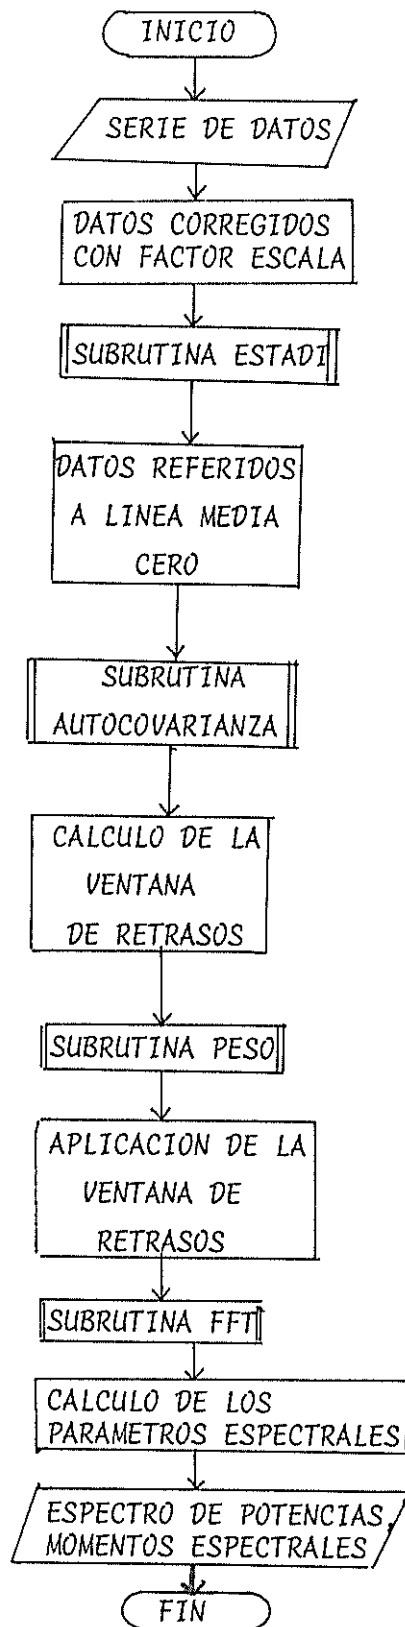 INICIO
SERIE DE DATOS
DATOS CORREGIDOS
CON FACTOR ESCALA
SUBRUTINA ESTADI
DATOS REFERIDOS
A LINEA MEDIA
CERO
SUBRUTINA
AUTOCOVARIANZA
CALCULO DE LA
VENTANA
DE RETRASOS
SUBRUTINA PESO
APLICACION DE LA
VENTANA DE
RETRASOS
SUBRUTINA FFT
CALCULO DE LOS
PARAMETROS ESPECTRALES
ESPECTRO DE POTENCIAS,
MOMENTOS ESPECTRALES
FIN